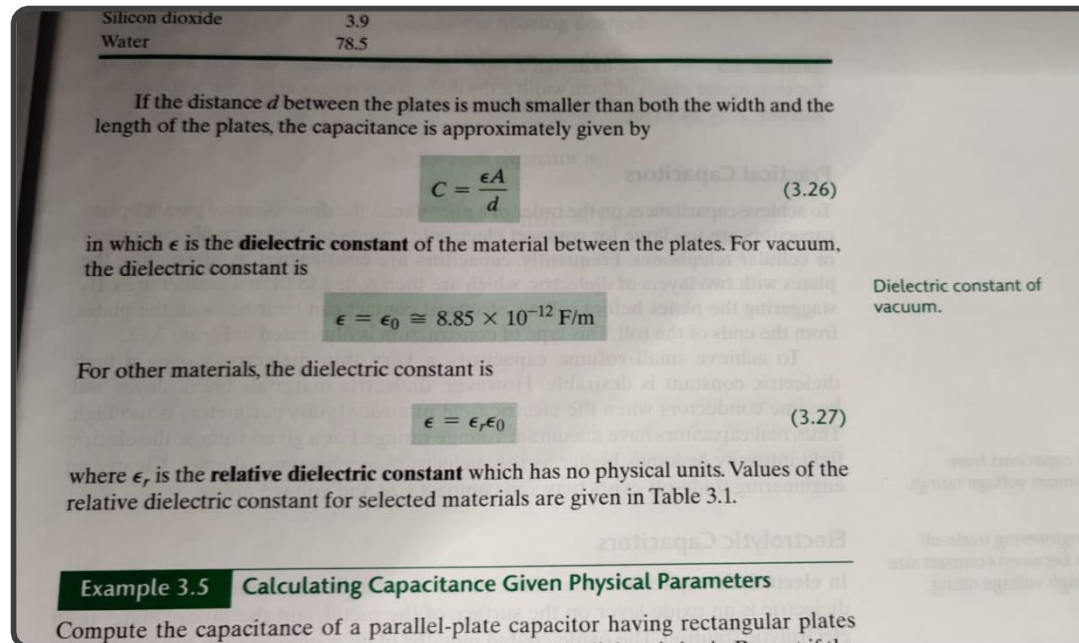 Silicon dioxide 3.9
Water 78.5
If the distance d between the plates is much smaller than both the width and the
length of the plates, the capacitance is approximately given by
C = ϵA/d (3.26)
in which ϵ is the dielectric constant of the material between the plates. For vacuum,
the dielectric constant is
Dielectric constant of
vacuum.
ϵ = ϵ₀ ≅ 8.85 × 10⁻¹² F/m
For other materials, the dielectric constant is
ϵ = ϵᵣϵ₀ (3.27)
where ϵᵣ is the relative dielectric constant which has no physical units. Values of the
relative dielectric constant for selected materials are given in Table 3.1.
Example 3.5 Calculating Capacitance Given Physical Parameters
Compute the capacitance of a parallel-plate capacitor having rectangular plates